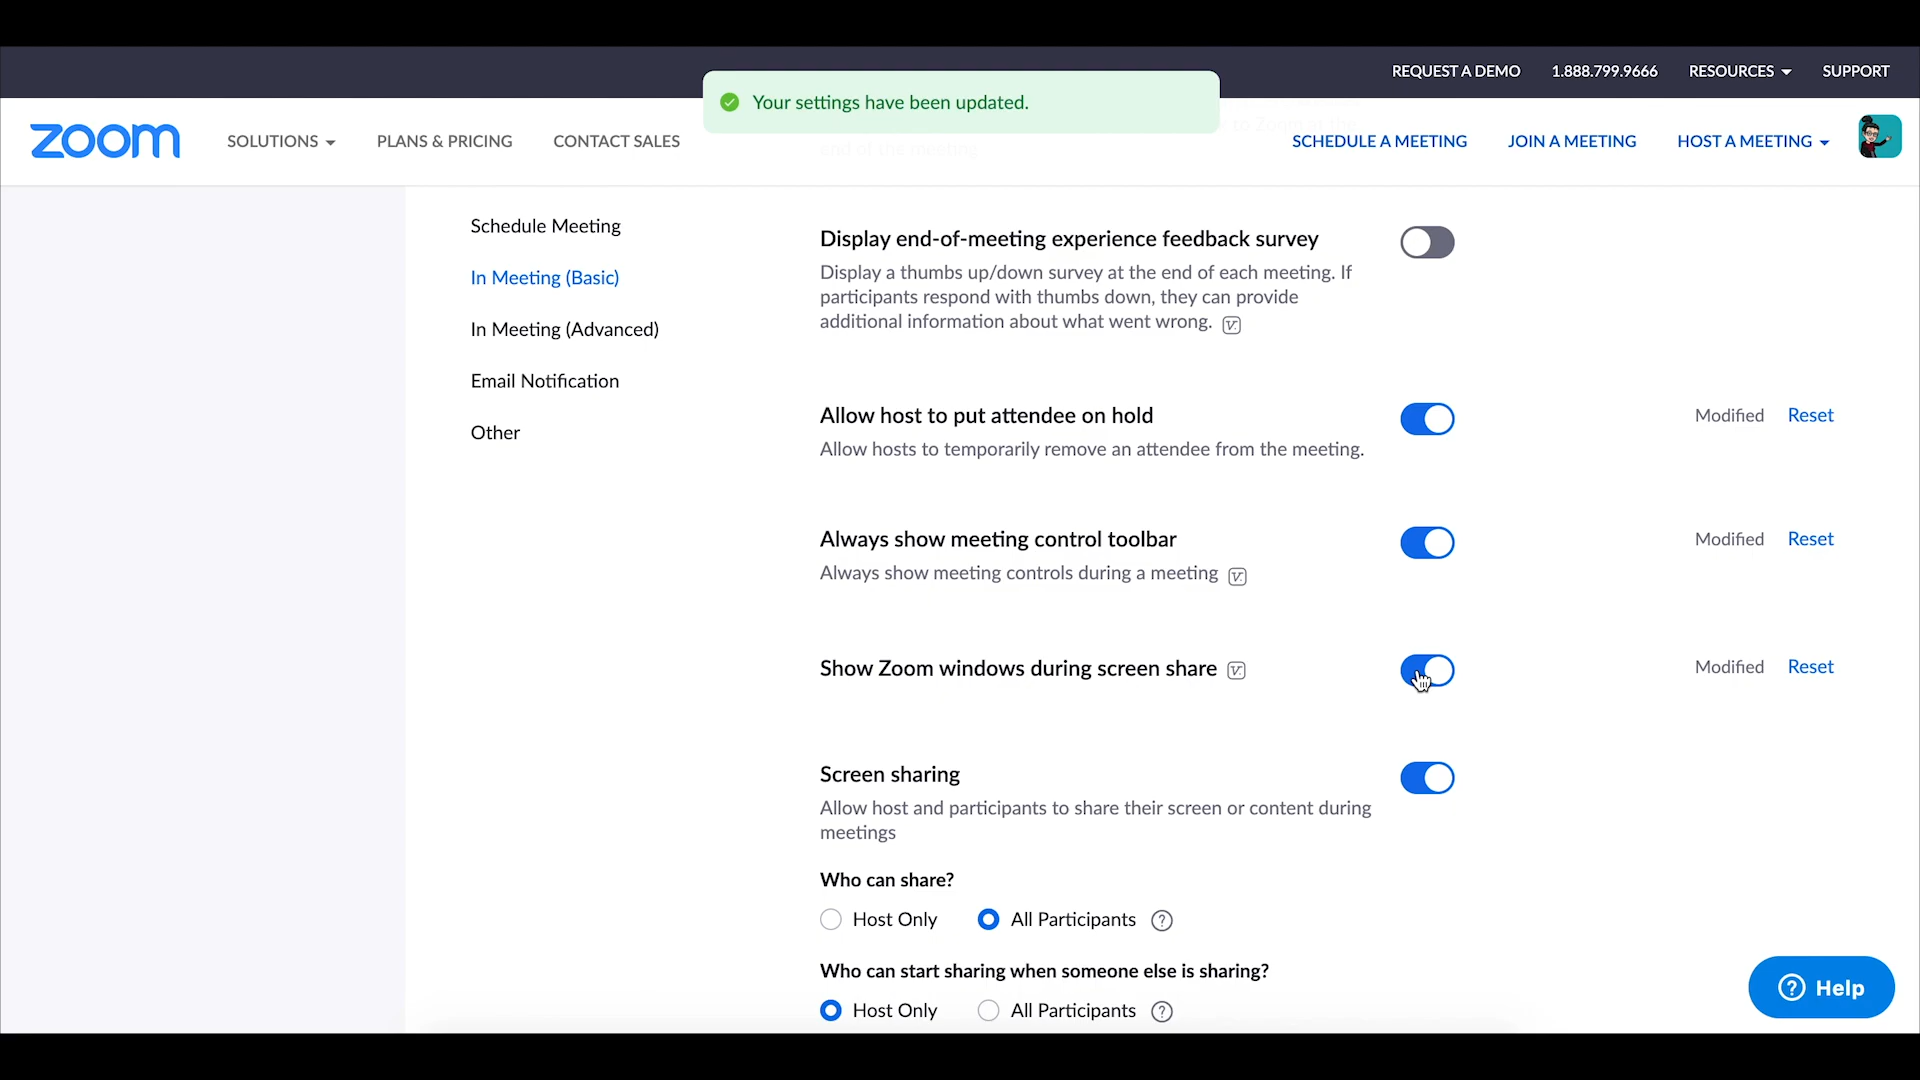 REQUEST A DEMO 1.888.799.9666 RESOURCES SUPPORT
Your settings have been updated.
zoom SOLUTIONS PLANS & PRICING CONTACT SALES SCHEDULE A MEETING JOIN A MEETING HOST A MEETING
end of the meeting
Schedule Meeting
In Meeting (Basic)
In Meeting (Advanced)
Email Notification
Other
Display end-of-meeting experience feedback survey
Display a thumbs up/down survey at the end of each meeting. If
participants respond with thumbs down, they can provide
additional information about what went wrong.
Allow host to put attendee on hold
Modified Reset
Allow hosts to temporarily remove an attendee from the meeting.
Always show meeting control toolbar
Modified Reset
Always show meeting controls during a meeting
Show Zoom windows during screen share
Modified Reset
Screen sharing
Allow host and participants to share their screen or content during
meetings
Who can share?
Host Only All Participants ?
Who can start sharing when someone else is sharing?
Host Only All Participants ?
? Help